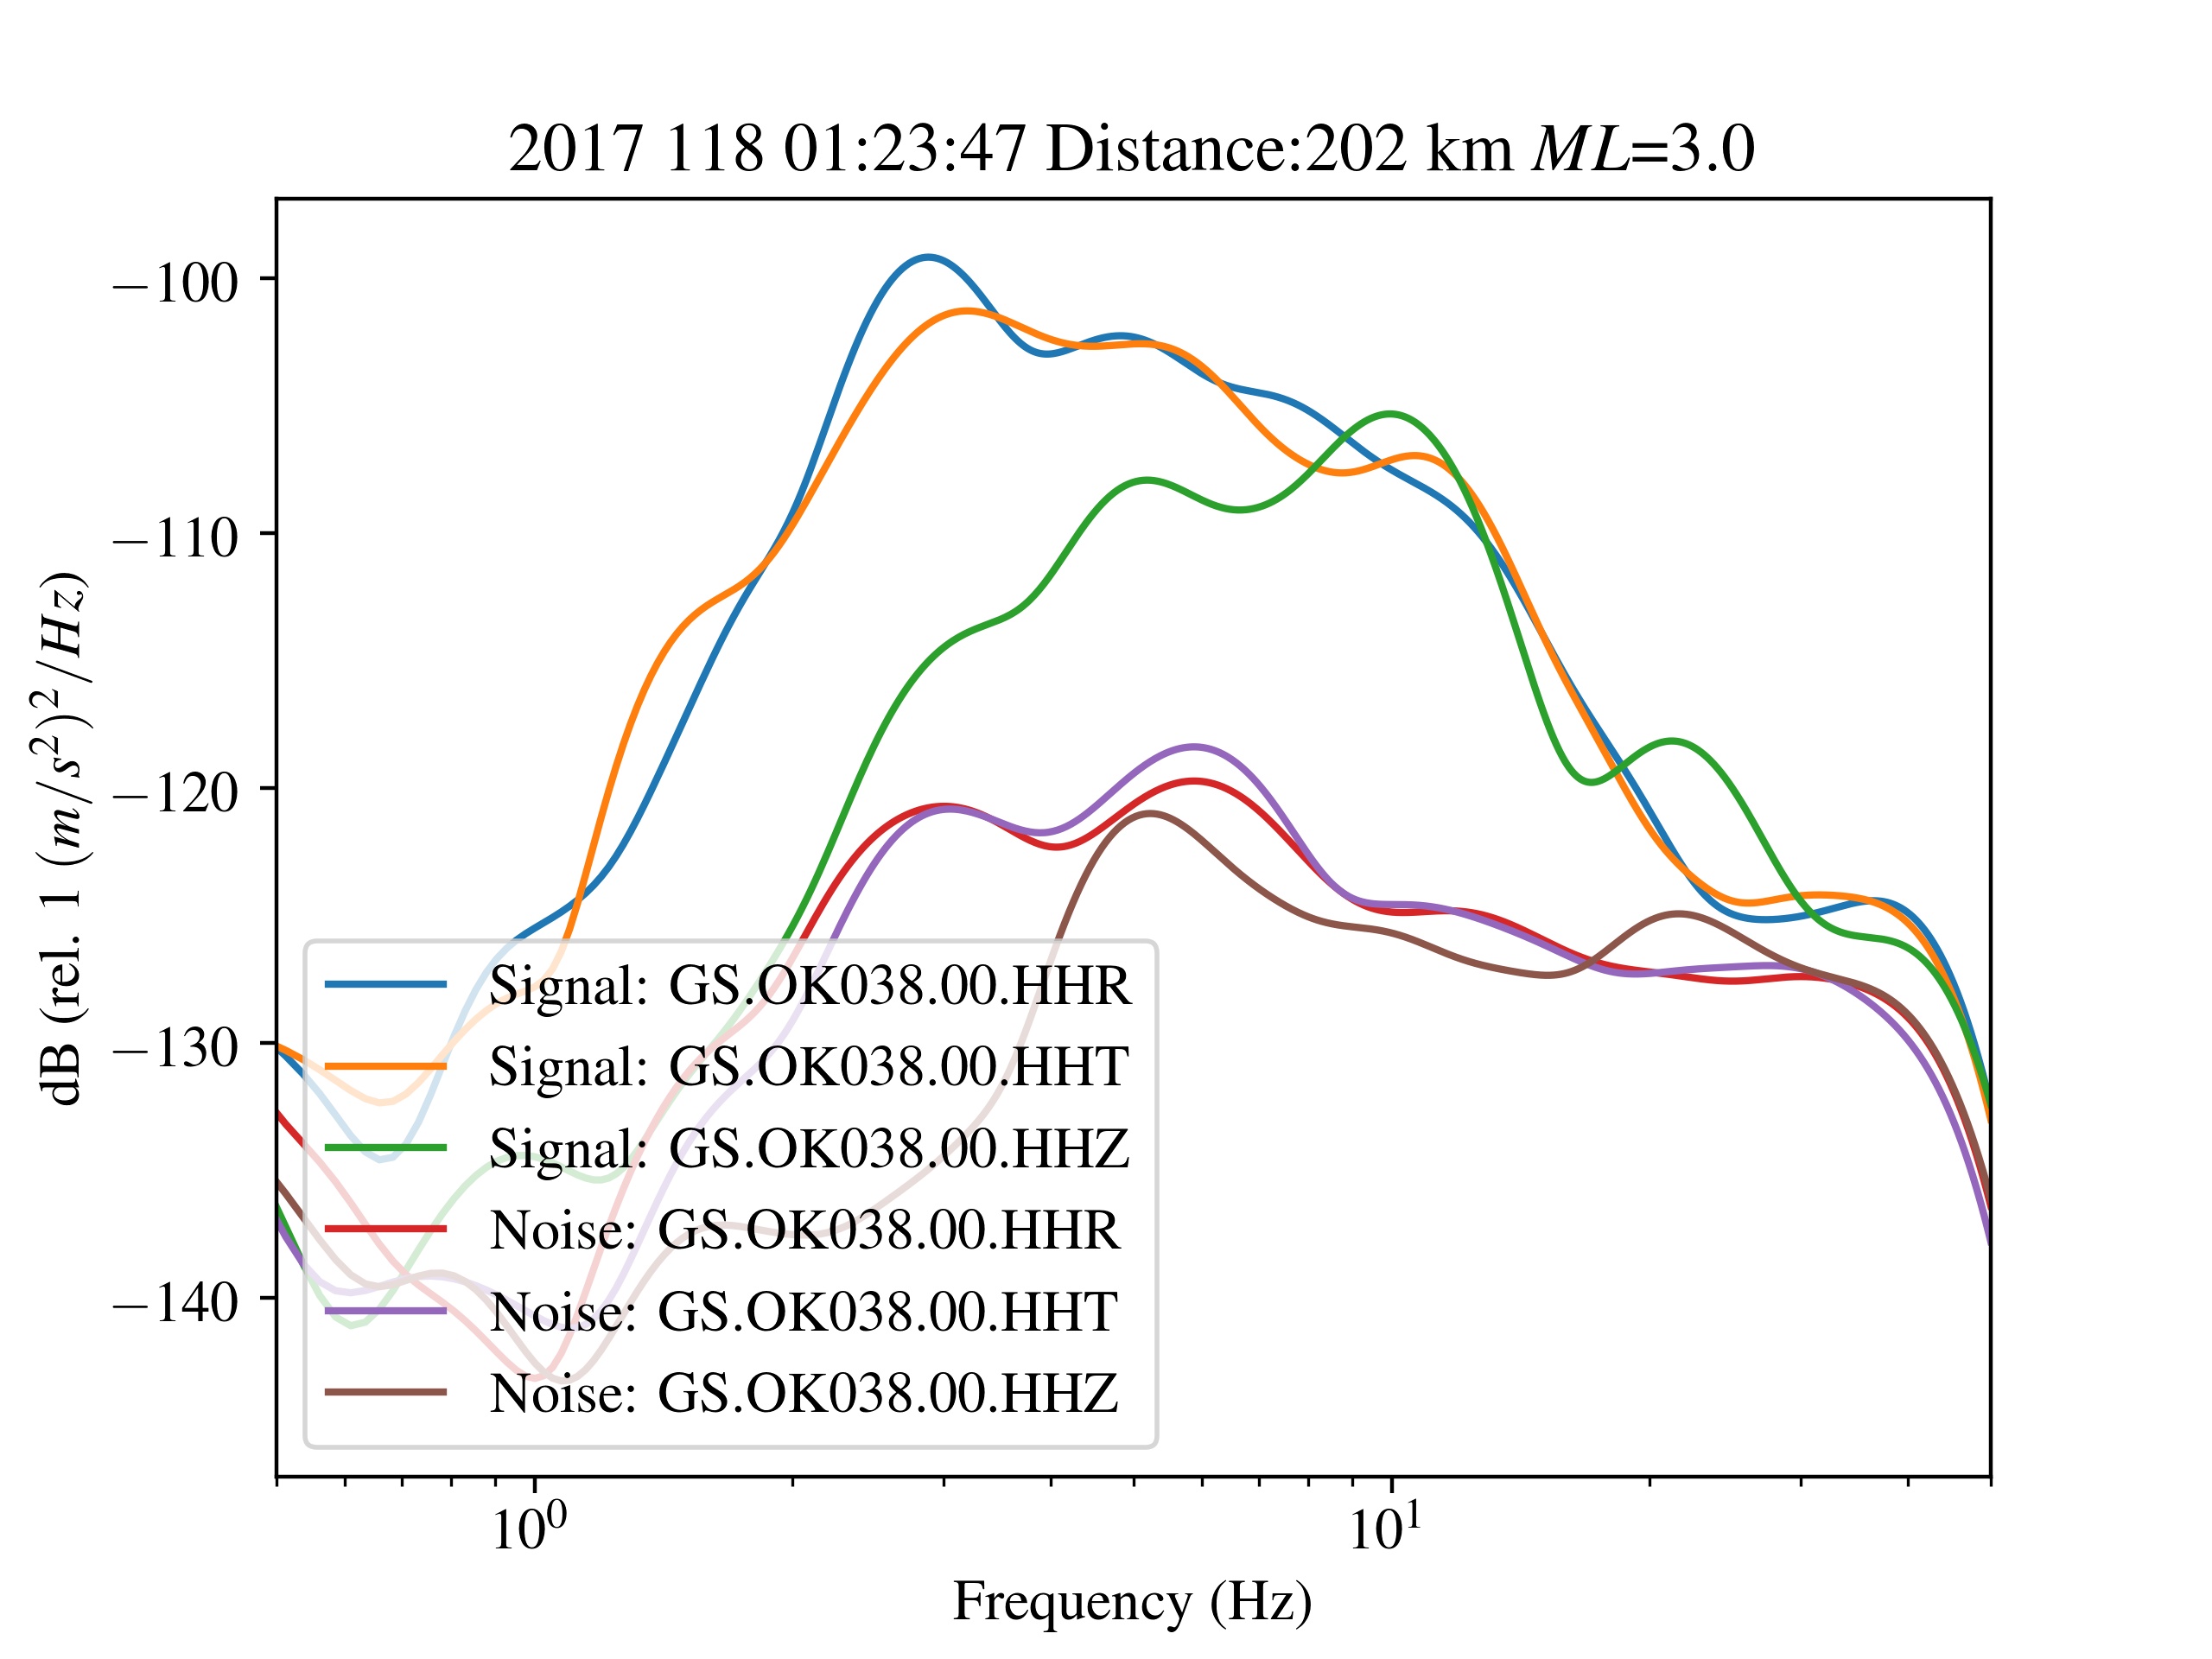 2017 118 01:23:47 Distance:202 km ML=3.0
dB (rel. 1 (m/s²)²/Hz)
−100
−110
−120
−130
−140
Signal: GS.OK038.00.HHR
Signal: GS.OK038.00.HHT
Signal: GS.OK038.00.HHZ
Noise: GS.OK038.00.HHR
Noise: GS.OK038.00.HHT
Noise: GS.OK038.00.HHZ
10⁰ 10¹
Frequency (Hz)